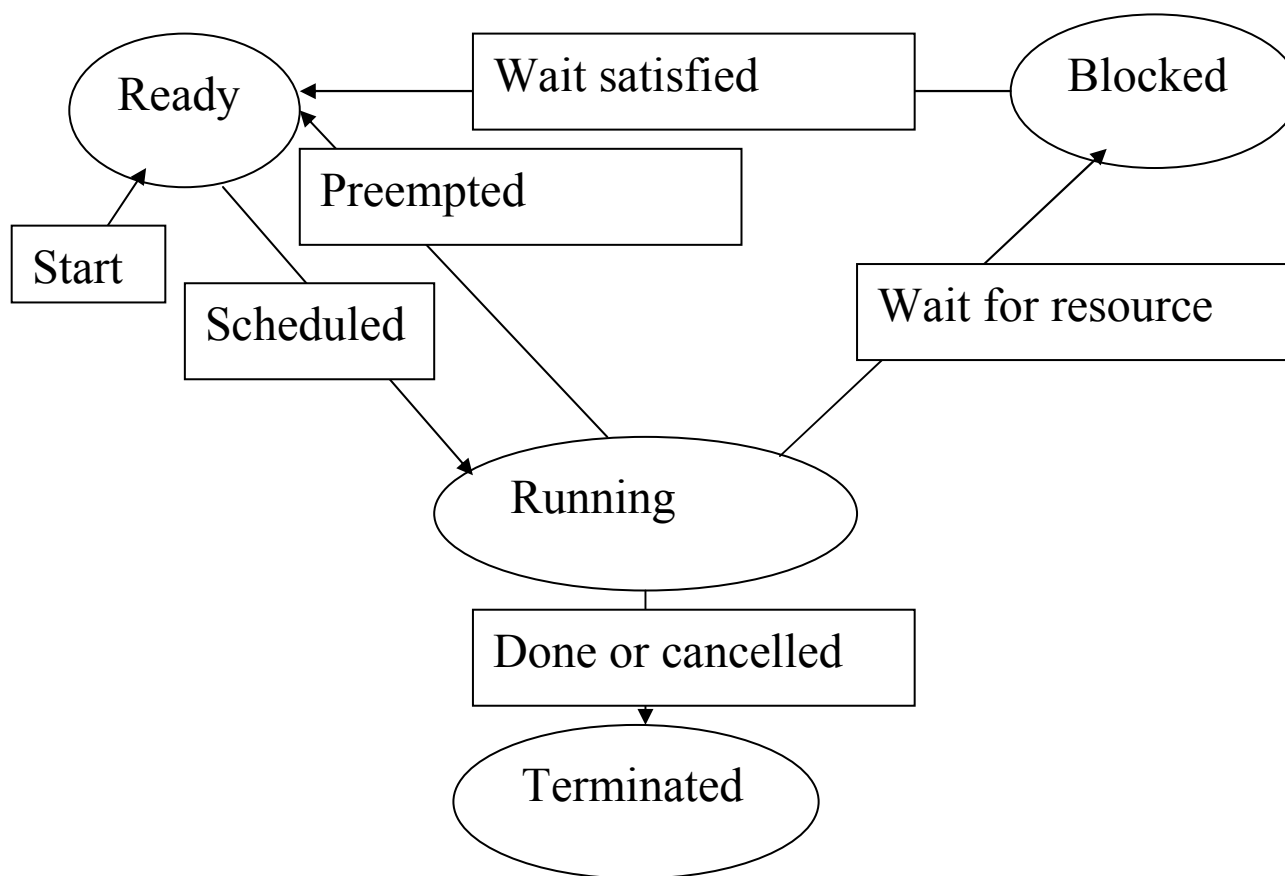 Ready
Wait satisfied
Blocked
Preempted
Start
Scheduled
Wait for resource
Running
Done or cancelled
Terminated